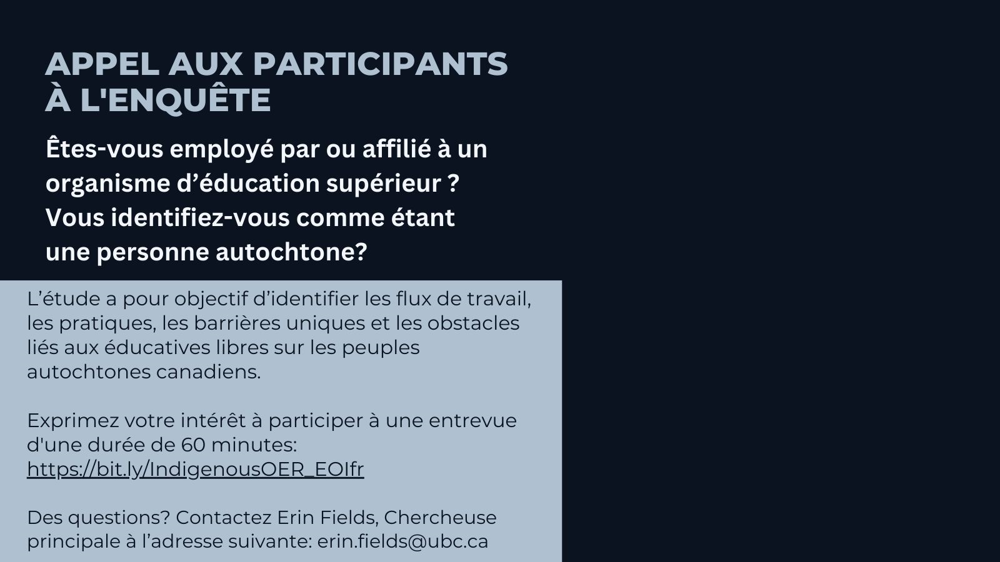 APPEL AUX PARTICIPANTS
À L'ENQUÊTE
Êtes-vous employé par ou affilié à un
organisme d’éducation supérieur ?
Vous identifiez-vous comme étant
une personne autochtone?
L’étude a pour objectif d’identifier les flux de travail,
les pratiques, les barrières uniques et les obstacles
liés aux éducatives libres sur les peuples
autochtones canadiens.
Exprimez votre intérêt à participer à une entrevue
d'une durée de 60 minutes:
https://bit.ly/IndigenousOER_EOIfr
Des questions? Contactez Erin Fields, Chercheuse
principale à l’adresse suivante: erin.fields@ubc.ca